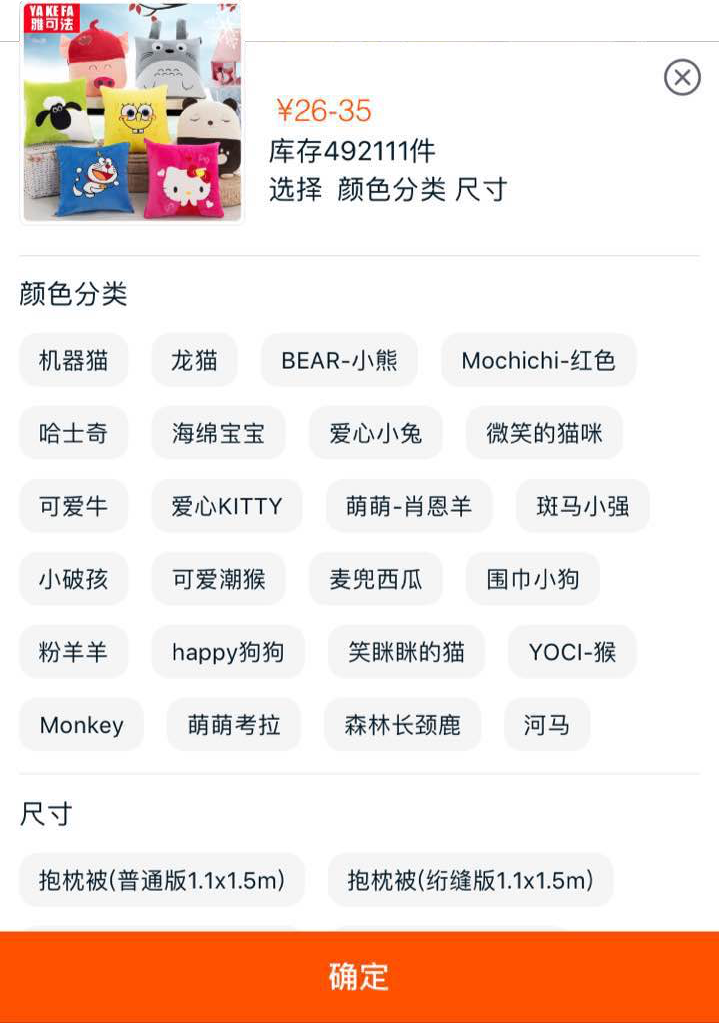 YA KE FA
雅可法
¥26-35
库存492111件
选择 颜色分类 尺寸
颜色分类
机器猫 龙猫 BEAR-小熊 Mochichi-红色
哈士奇 海绵宝宝 爱心小兔 微笑的猫咪
可爱牛 爱心KITTY 萌萌-肖恩羊 斑马小强
小破孩 可爱潮猴 麦兜西瓜 围巾小狗
粉羊羊 happy狗狗 笑眯眯的猫 YOCI-猴
Monkey 萌萌考拉 森林长颈鹿 河马
尺寸
抱枕被(普通版1.1x1.5m) 抱枕被(绗缝版1.1x1.5m)
确定